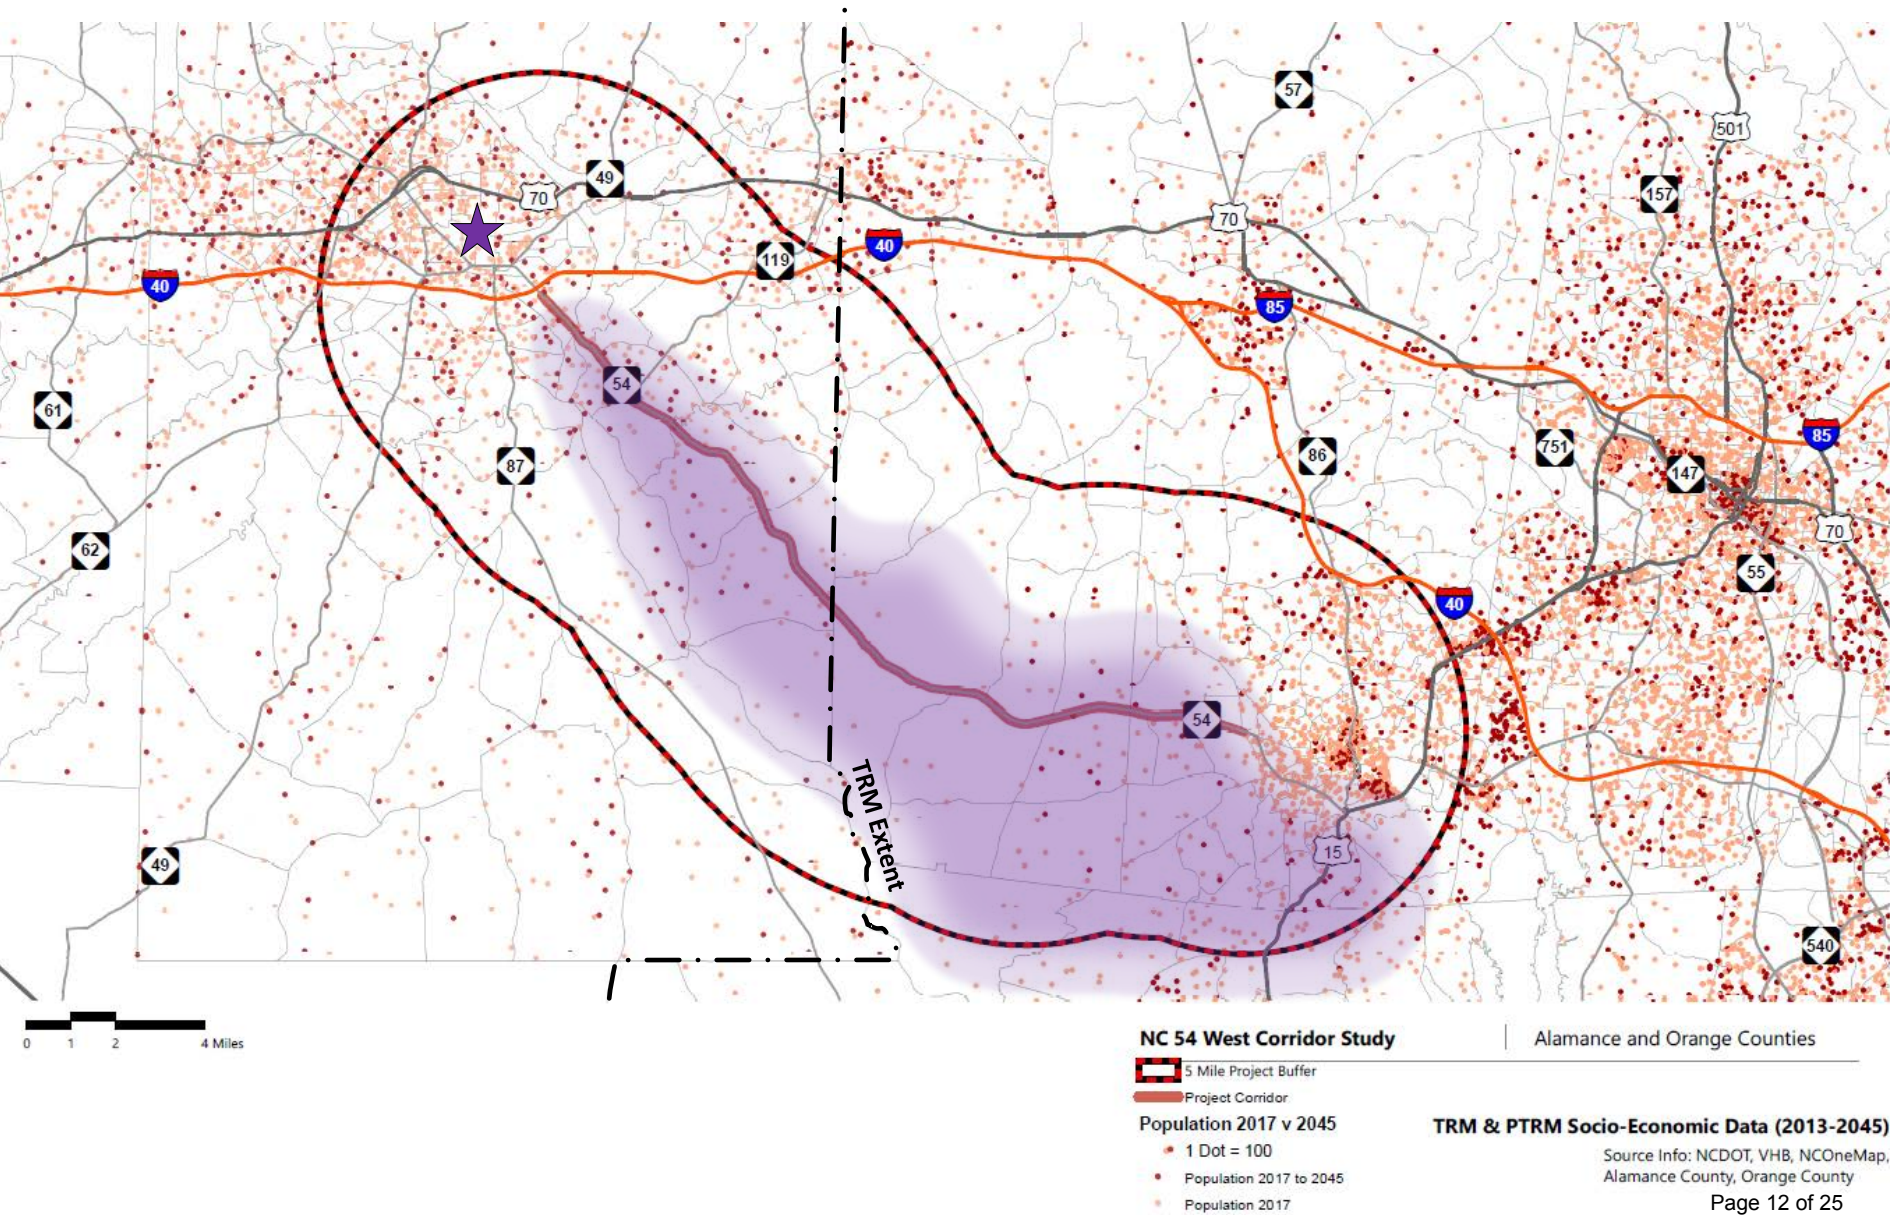 57
501
157
49
70
70
119
40
40
85
54
61
87
86
751
85
147
62
70
55
40
54
TRM Extent
15
49
540
0 1 2 4 Miles
NC 54 West Corridor Study
Alamance and Orange Counties
5 Mile Project Buffer
Project Corridor
Population 2017 v 2045
1 Dot = 100
Population 2017 to 2045
Population 2017
TRM & PTRM Socio-Economic Data (2013-2045)
Source Info: NCDOT, VHB, NCOneMap,
Alamance County, Orange County
Page 12 of 25